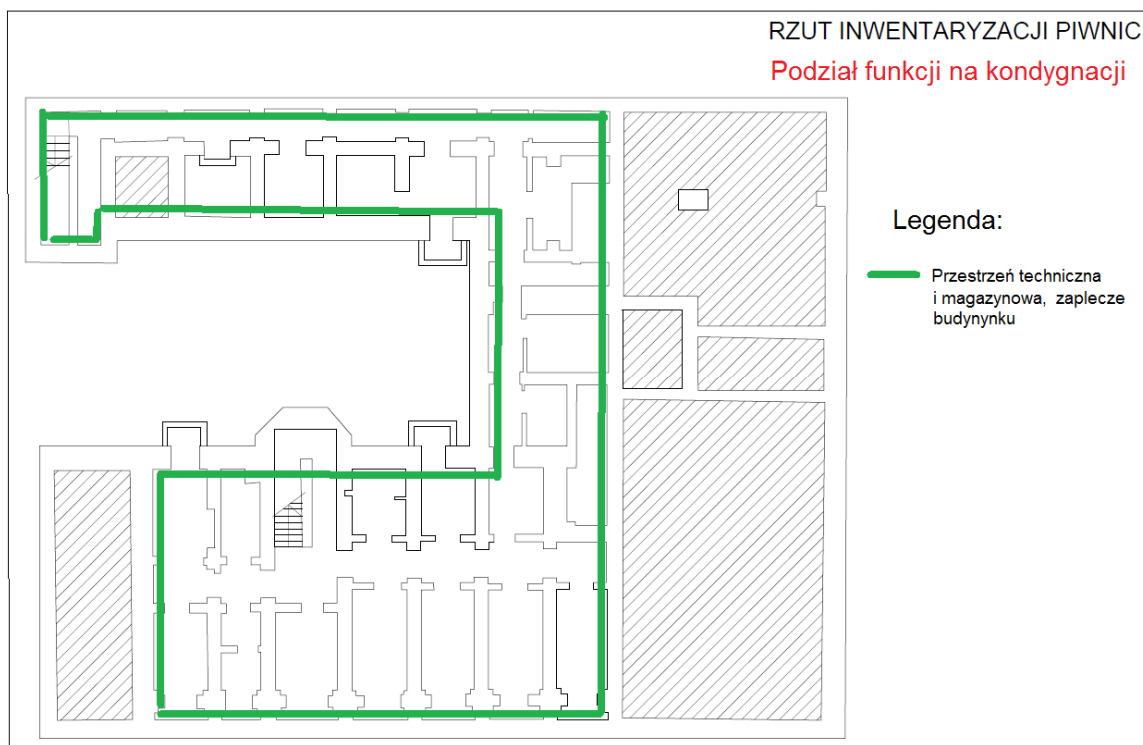 RZUT INWENTARYZACJI PIWNIC
Podział funkcji na kondygnacji
Legenda:
Przestrzeń techniczna
i magazynowa, zaplecze
budynynku